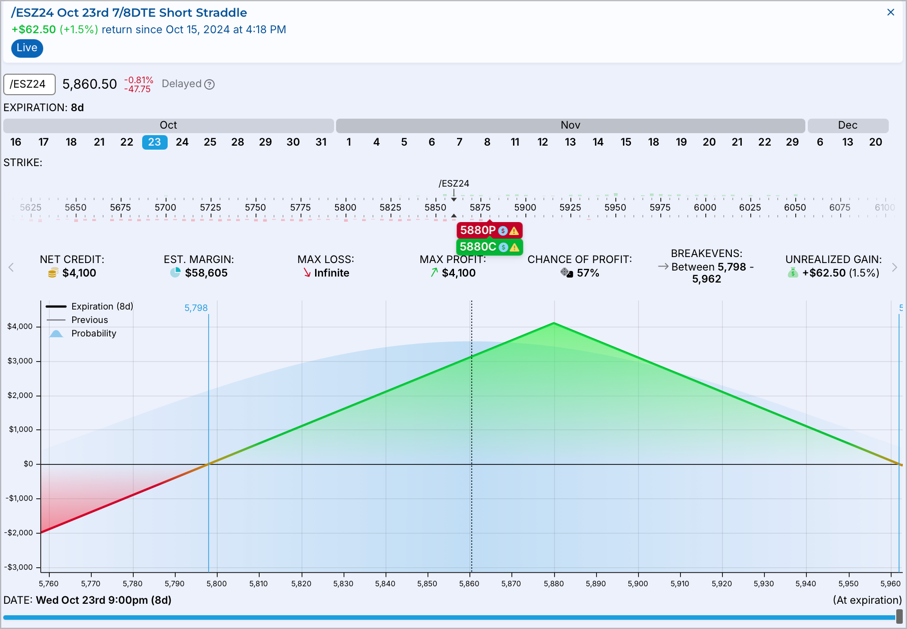 /ESZ24 Oct 23rd 7/8DTE Short Straddle
+$62.50 (+1.5%) return since Oct 15, 2024 at 4:18 PM
Live
/ESZ24 5,860.50 -0.81% -47.75 Delayed
EXPIRATION: 8d
Oct Nov Dec
16 17 18 21 22 23 24 25 28 29 30 31 1 4 5 6 7 8 11 12 13 14 15 18 19 20 21 22 29 6 13 20
STRIKE:
/ESZ24
5625 5650 5675 5700 5725 5750 5775 5800 5825 5850 5875 5900 5925 5950 5975 6000 6025 6050 6075 6100
5880P
5880C
NET CREDIT: EST. MARGIN: MAX LOSS: MAX PROFIT: CHANCE OF PROFIT: BREAKEVENS: UNREALIZED GAIN:
$4,100 $58,605 Infinite $4,100 57% Between 5,798 - 5,962 +$62.50 (1.5%)
Expiration (8d)
Previous
Probability
5,798
5
$4,000
$3,000
$2,000
$1,000
$0
-$1,000
-$2,000
-$3,000
5,760 5,770 5,780 5,790 5,800 5,810 5,820 5,830 5,840 5,850 5,860 5,870 5,880 5,890 5,900 5,910 5,920 5,930 5,940 5,950 5,960
DATE: Wed Oct 23rd 9:00pm (8d) (At expiration)